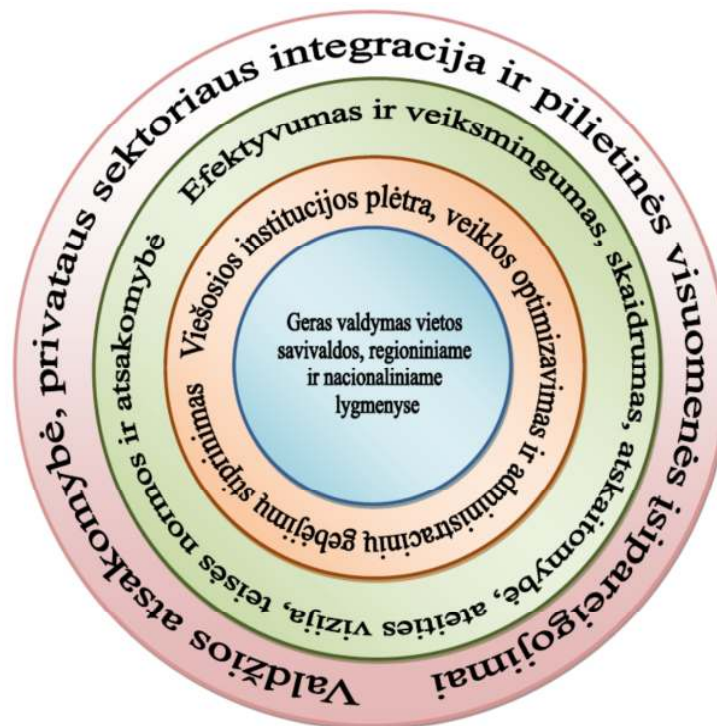 Valdžios atsakomybė, privataus sektoriaus integracija ir pilietinės visuomenės įsipareigojimai
Efektyvumas ir veiksmingumas, skaidrumas, atskaitomybė, ateities vizija, teisės normos ir atsakomybė
Viešosios institucijos plėtra, veiklos optimizavimas ir administracinių gebėjimų stiprinimas
Geras valdymas vietos
savivaldos, regioniniame
ir nacionaliniame
lygmenyse